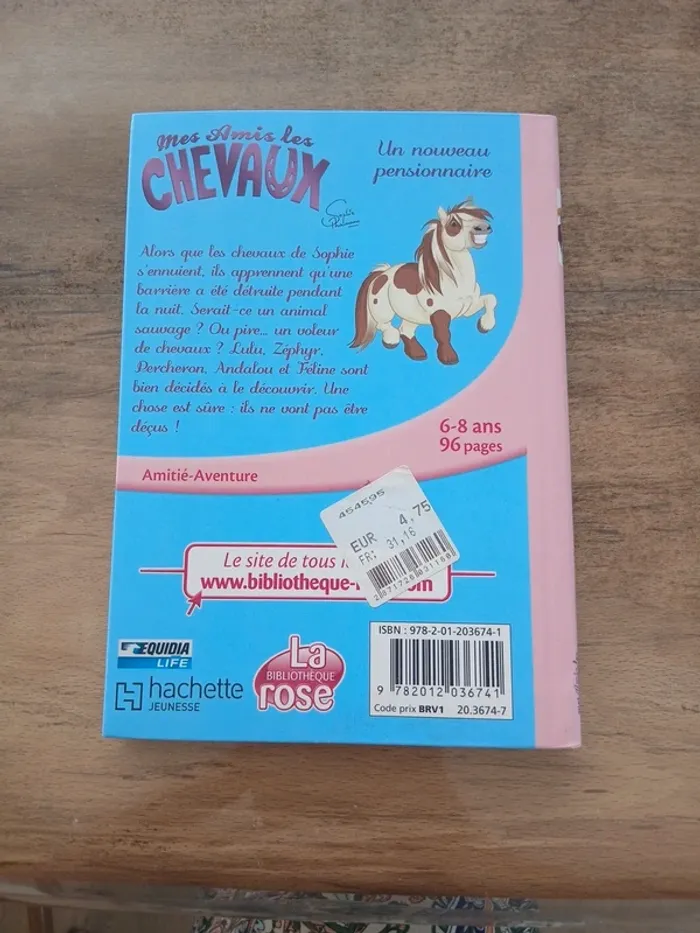 Mes Amis les
CHEVAUX
Un nouveau
pensionnaire
Alors que les chevaux de Sophie
s'ennuient, ils apprennent qu'une
barrière a été détruite pendant
la nuit. Serait-ce un animal
sauvage ? Ou pire... un voleur
de chevaux ? Lulu, Zéphyr,
Percheron, Andalou et Féline sont
bien décidés à le découvrir. Une
chose est sûre : ils ne vont pas être
déçus !
6-8 ans
96 pages
Amitié-Aventure
454595
EUR 4,75
FR: 31,16
Le site de tous
www.bibliotheque-
ISBN : 978-2-01-203674-1
9 782012 036741
Code prix BRV1 20.3674-7
EQUIDIA
LIFE
hachette
JEUNESSE
La
BIBLIOTHÈQUE
rose